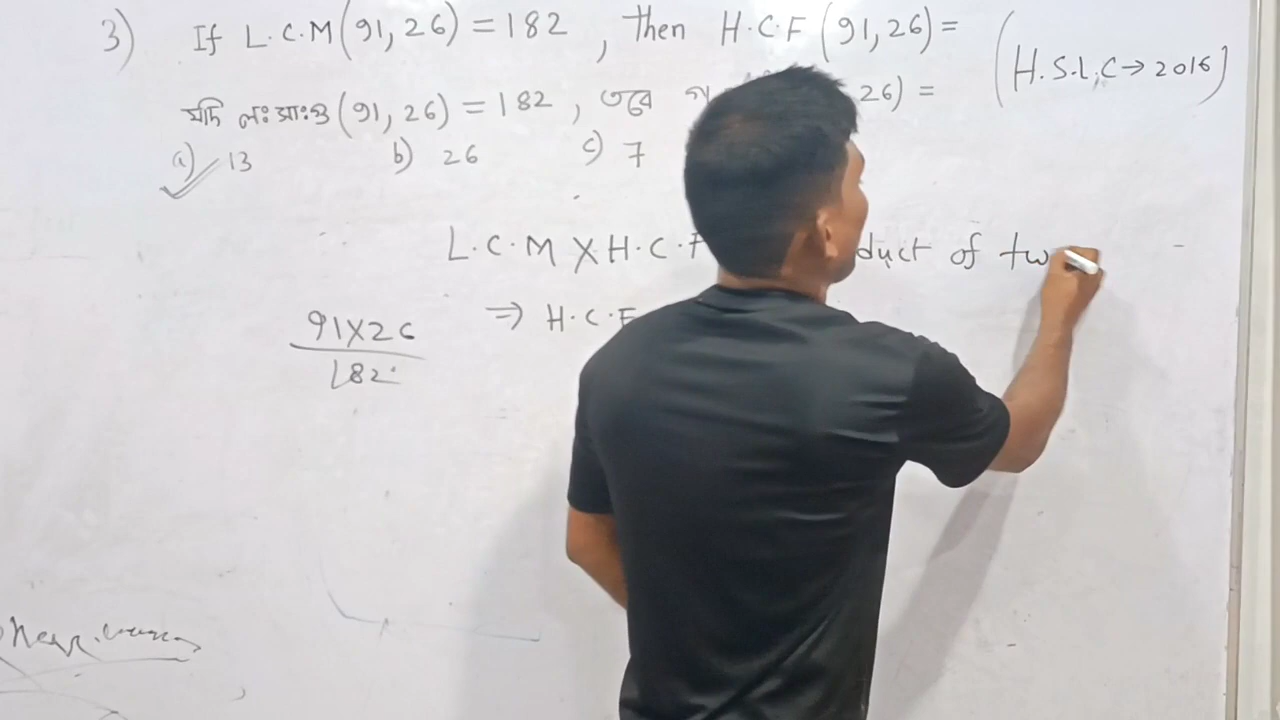 3) If L.C.M(91,26)=182, then H.C.F(91,26)= (H.S.L.C→2016)
যদি লঃসাঃগু(91,26)=182, তবে 26)=
a) 13 b) 26 c) 7
L.C.M X H.C.F duct of tw
⇒ H.C.F
91X26
182